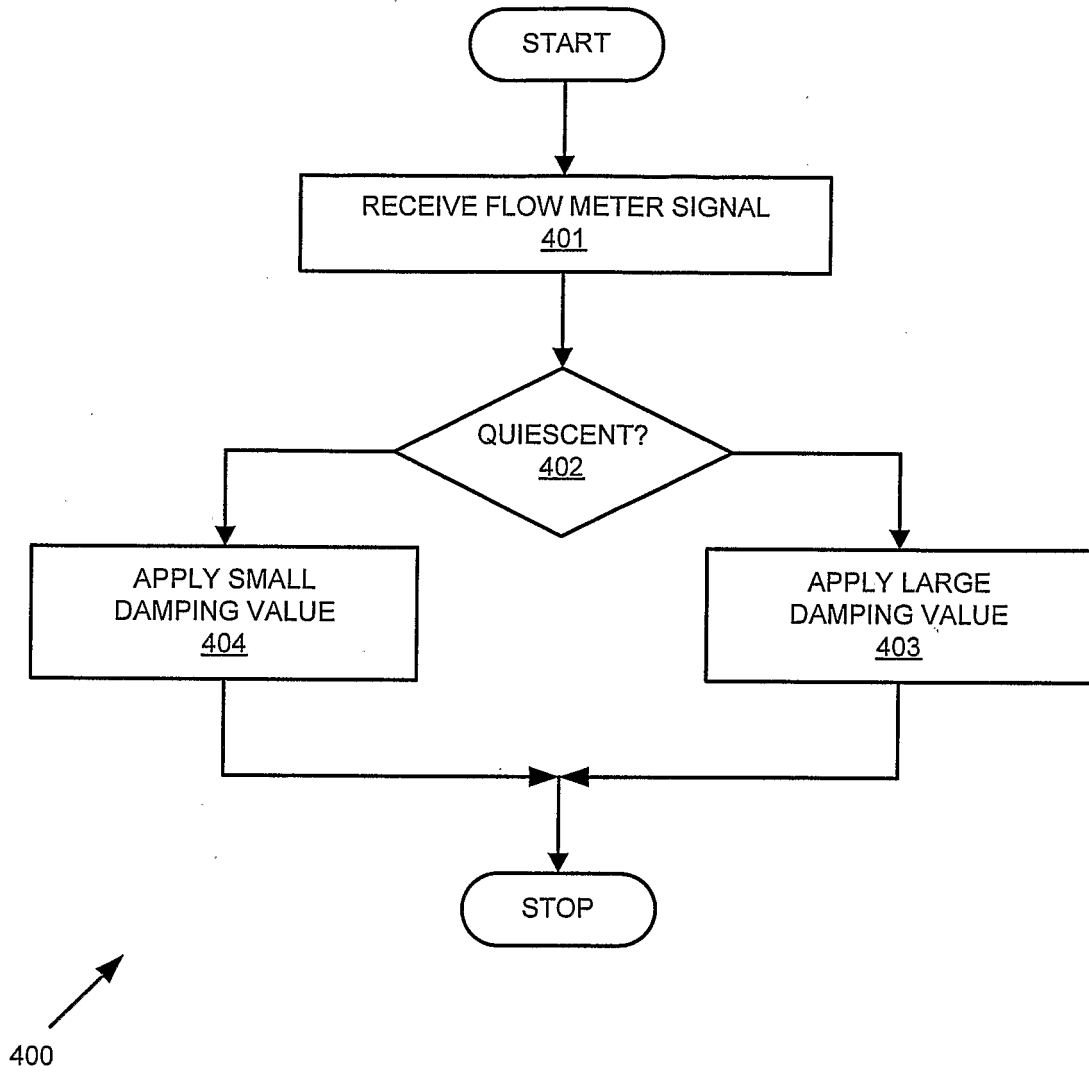 START
RECEIVE FLOW METER SIGNAL
401
QUIESCENT?
402
APPLY SMALL
DAMPING VALUE
404
APPLY LARGE
DAMPING VALUE
403
STOP
400